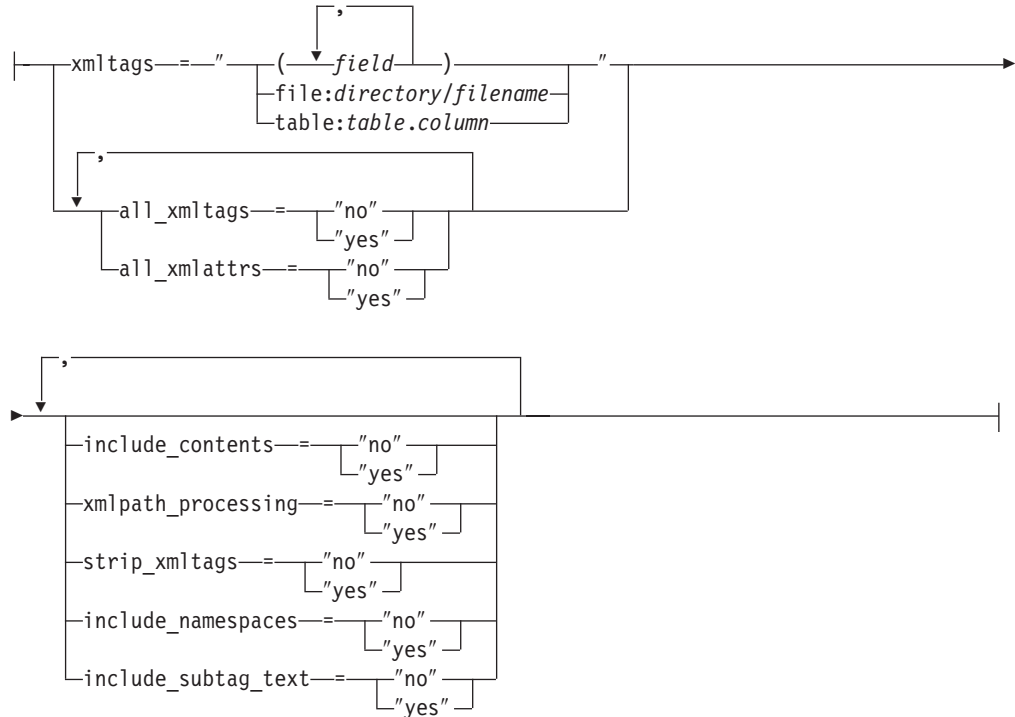 ,
xmltags = " ( field ) "
file:directory/filename
table:table.column
,
all_xmltags = "no"
"yes"
all_xmlattrs = "no"
"yes"
,
include_contents = "no"
"yes"
xmlpath_processing = "no"
"yes"
strip_xmltags = "no"
"yes"
include_namespaces = "no"
"yes"
include_subtag_text = "no"
"yes"